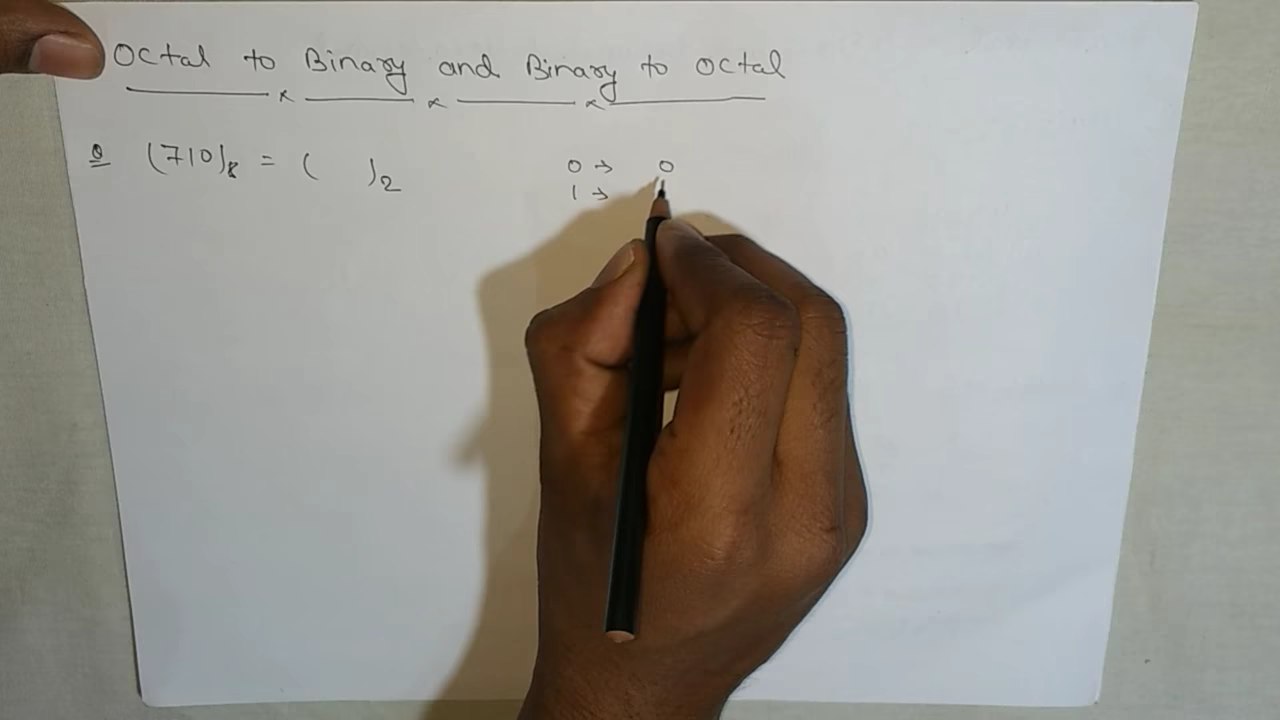 Octal to Binary and Binary to Octal
Q (710)8 = ( )2
0 → 0
1 →